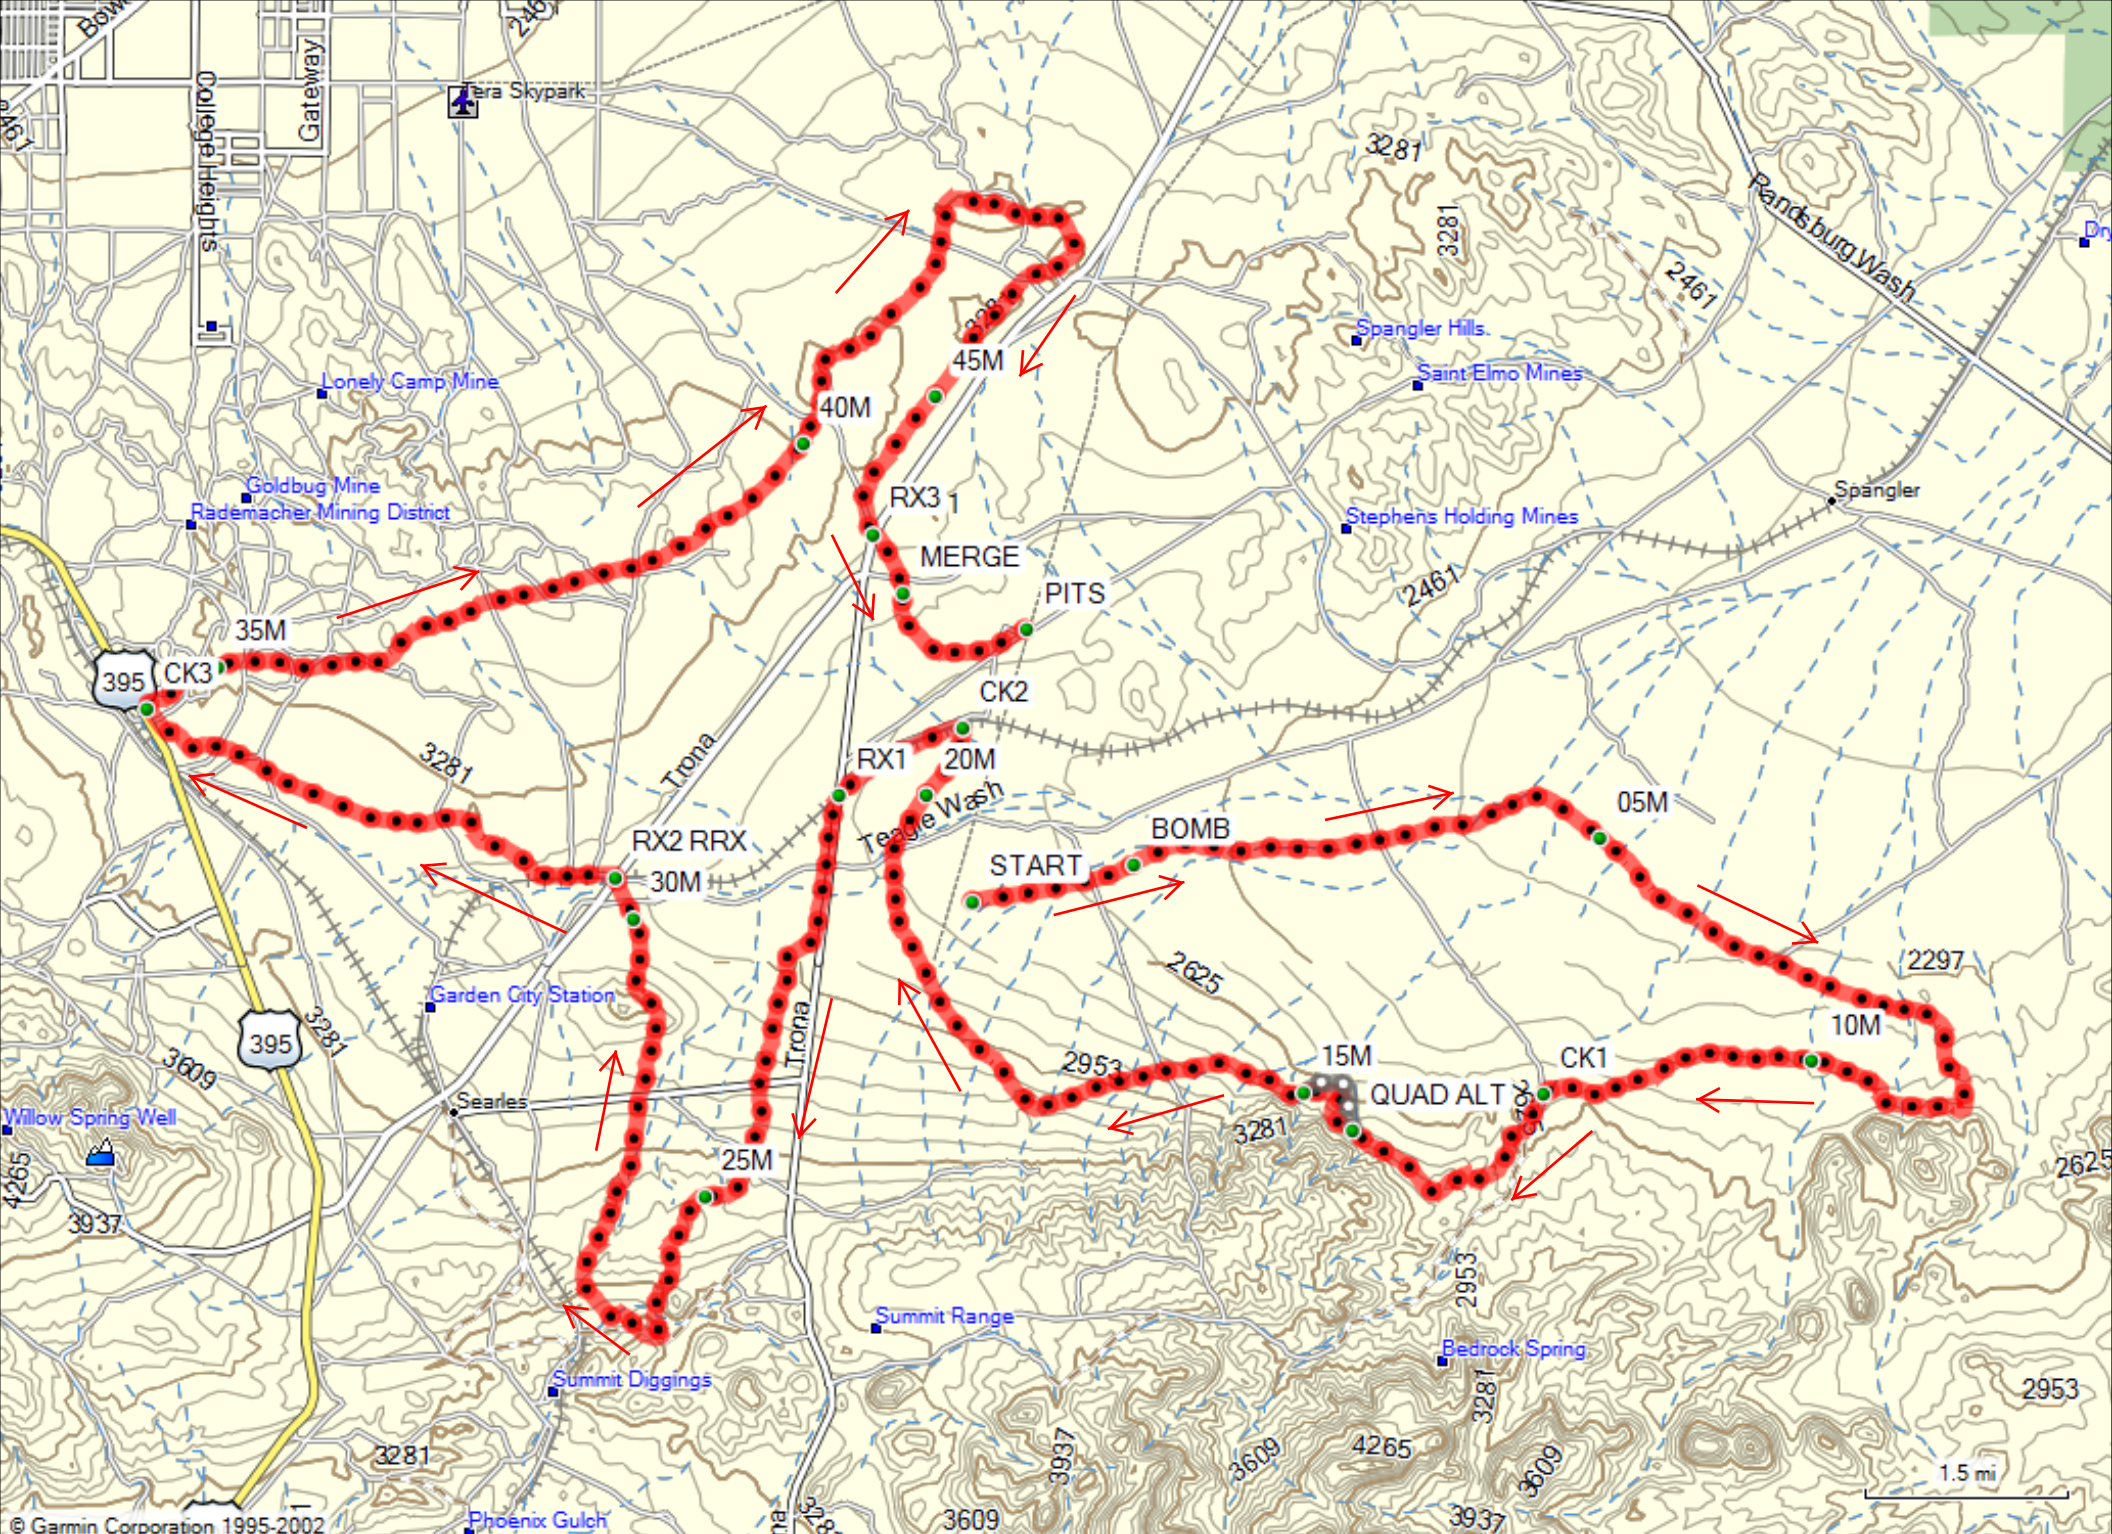 Bow
246
Gateway
Tera Skypark
College Heights
2461
3281
3281
Randsburg Wash
Dry
2461
Spangler Hills
Saint Elmo Mines
328
45M
Lonely Camp Mine
40M
Goldbug Mine
Rademacher Mining District
RX3
1
Spangler
Stephens Holding Mines
MERGE
PITS
2461
35M
CK3
395
CK2
3281
Trona
RX1
20M
Teagle Wash
05M
BOMB
RX2 RRX
START
30M
2625
2297
Garden City Station
10M
3281
395
3609
Trona
2953
15M
CK1
QUAD ALT
Searles
Willow Spring Well
3281
25M
4265
2625
3937
2953
Summit Range
Bedrock Spring
Summit Diggings
3281
2953
3281
3937
3609
4265
3609
1.5 mi
Phoenix Gulch
3609
3937
© Garmin Corporation 1995-2002